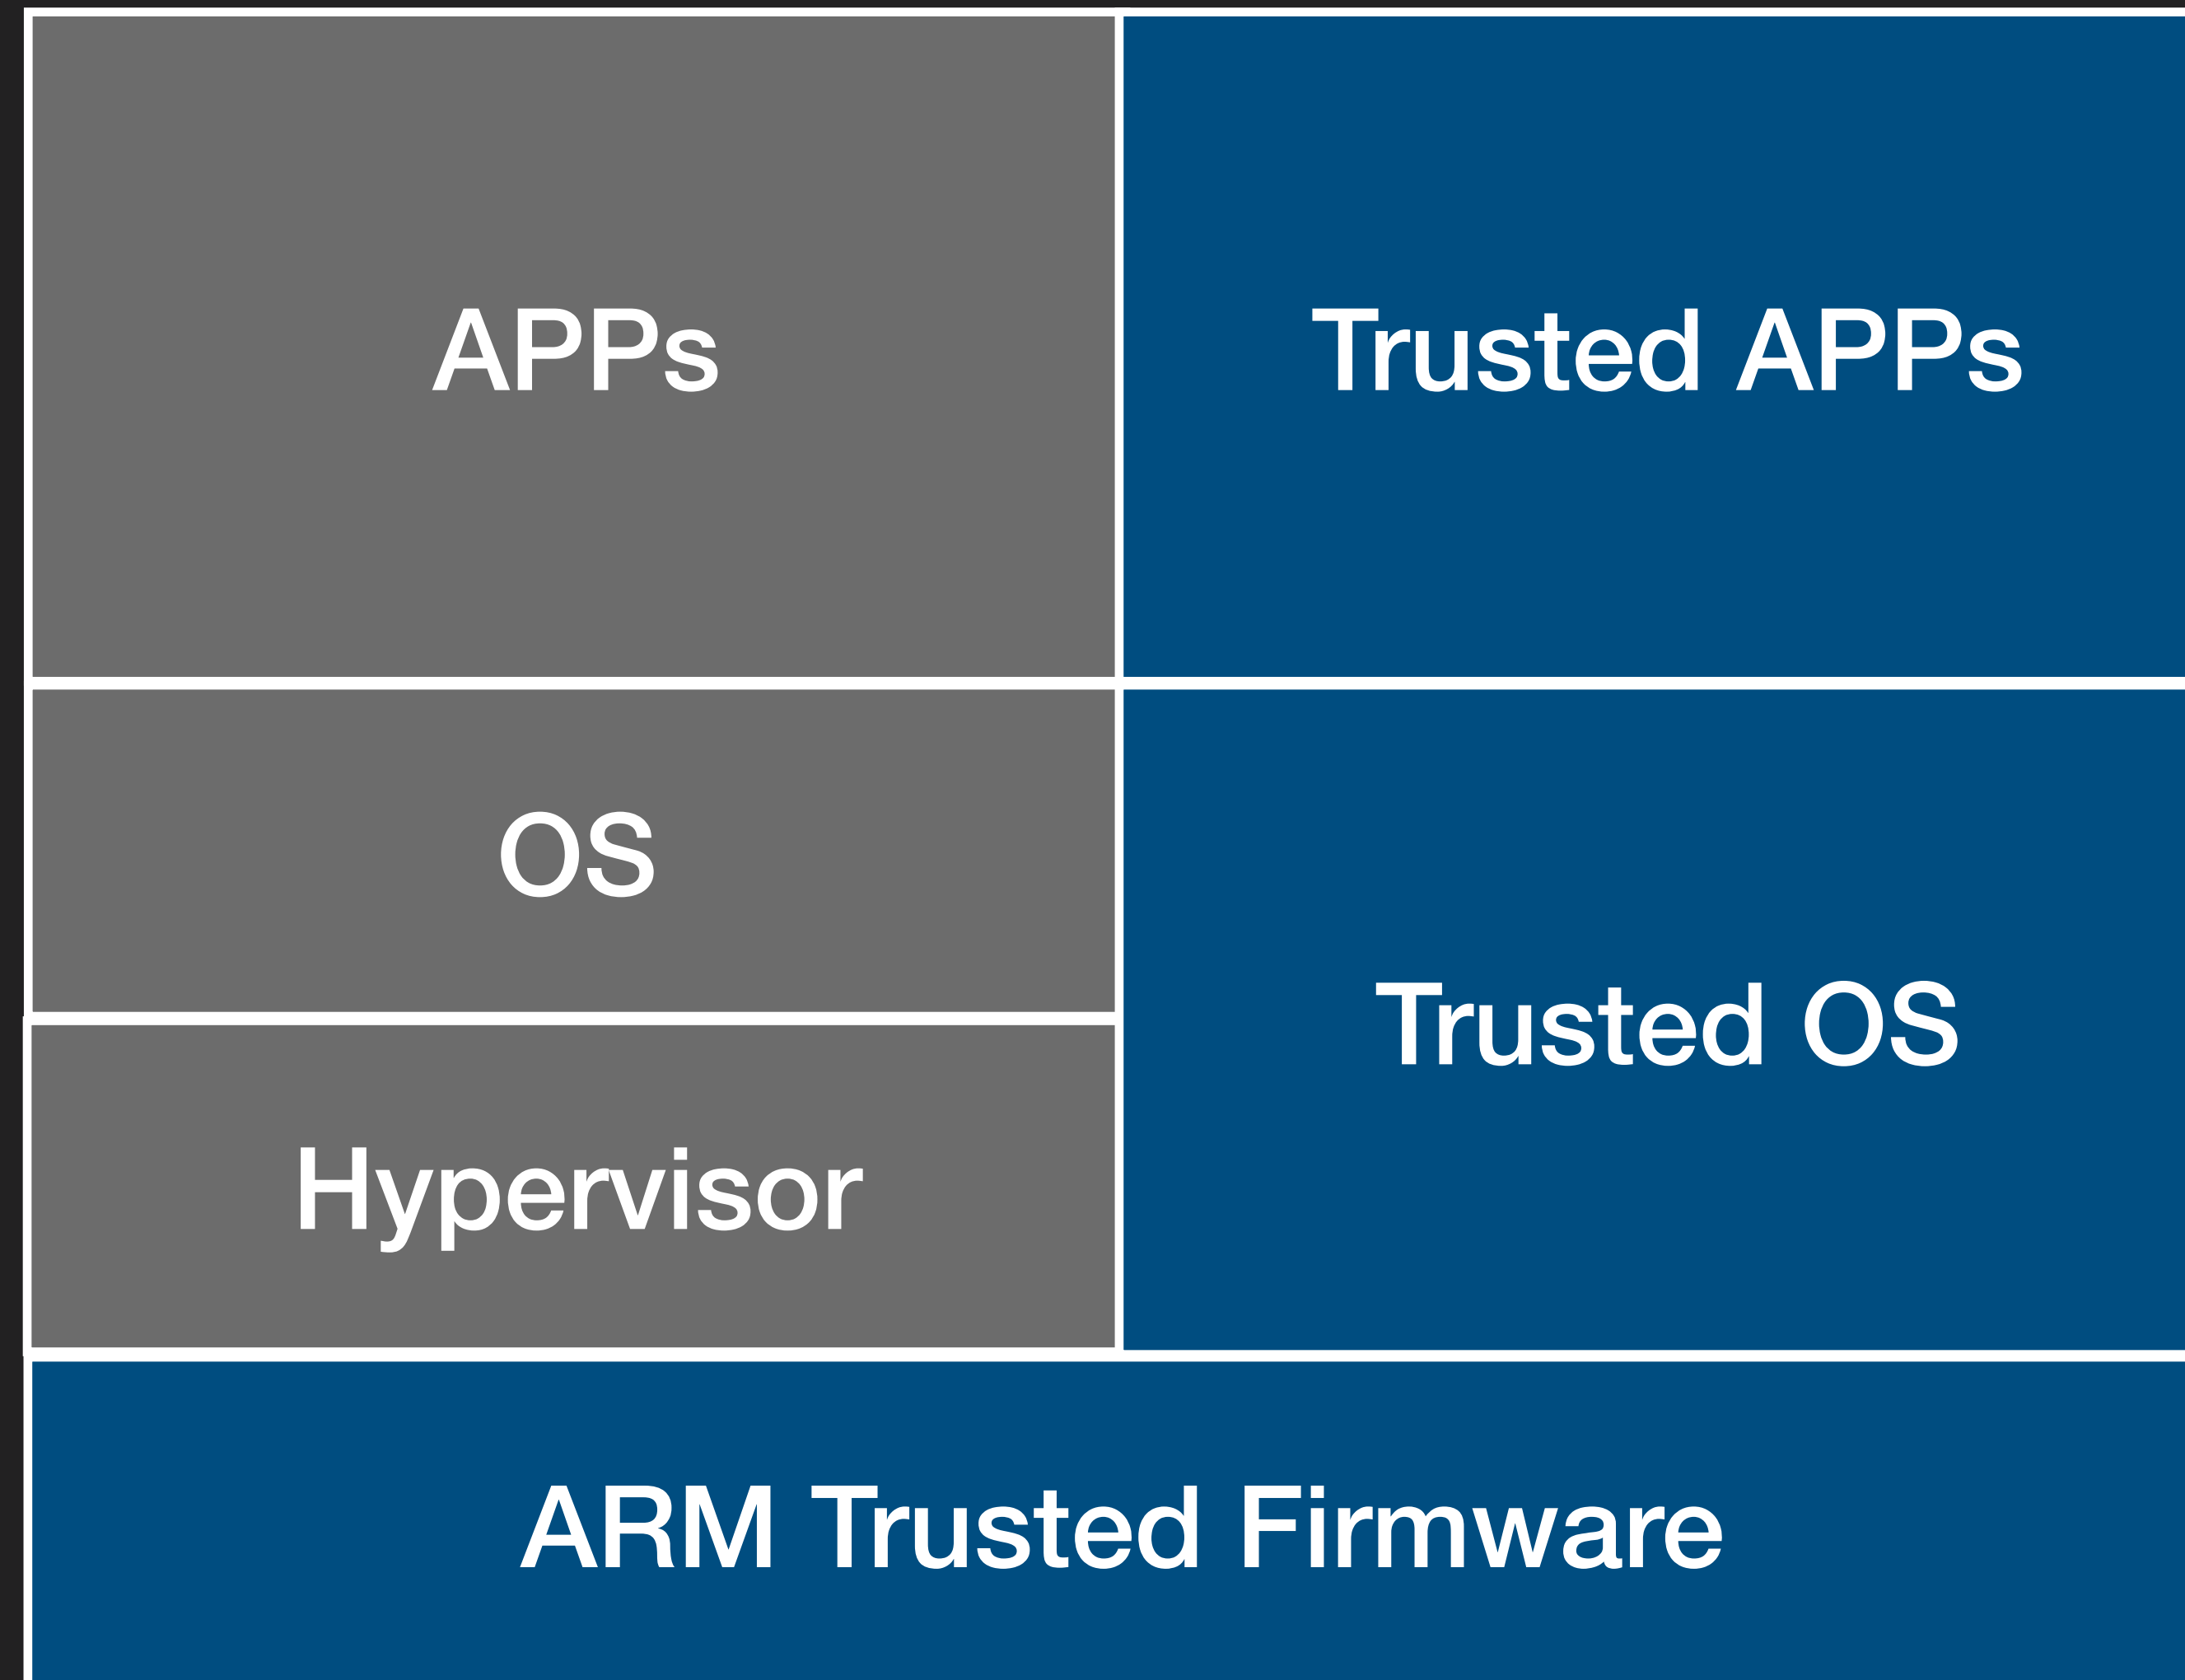 APPs
Trusted APPs
OS
Trusted OS
Hypervisor
ARM Trusted Firmware